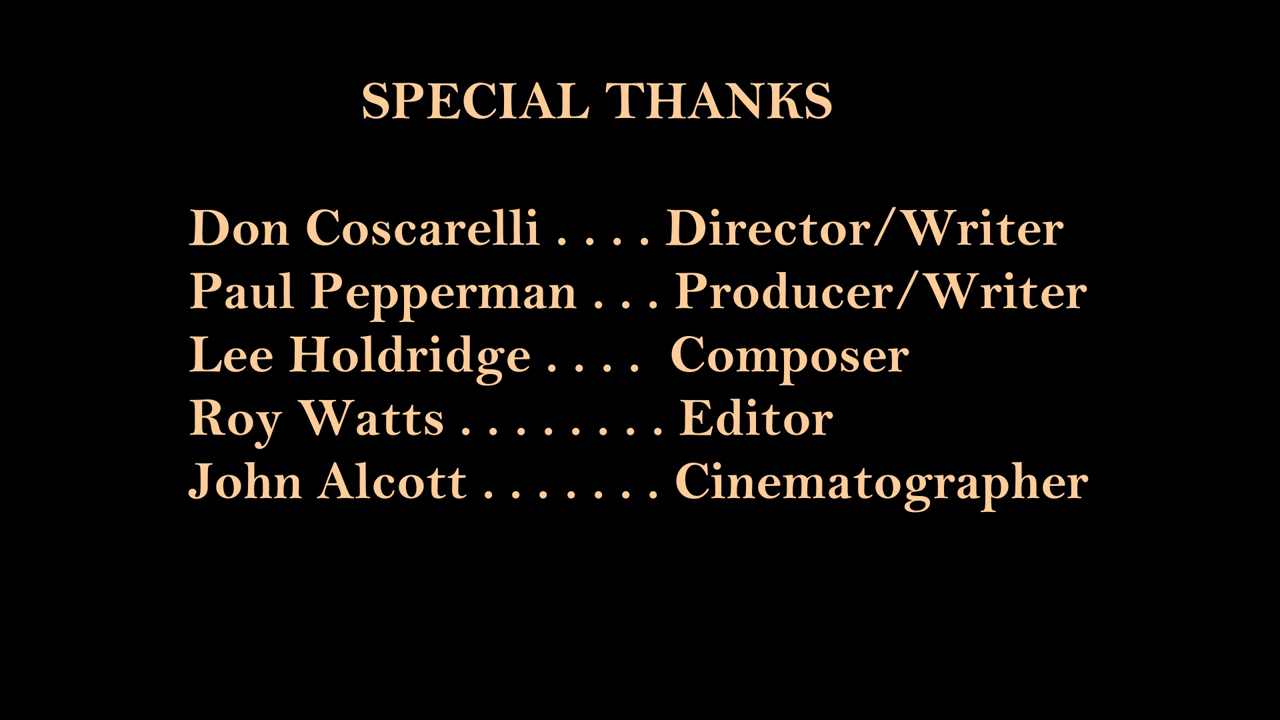 SPECIAL THANKS
Don Coscarelli . . . . Director/Writer
Paul Pepperman . . . Producer/Writer
Lee Holdridge . . . . Composer
Roy Watts . . . . . . . . Editor
John Alcott . . . . . . . Cinematographer